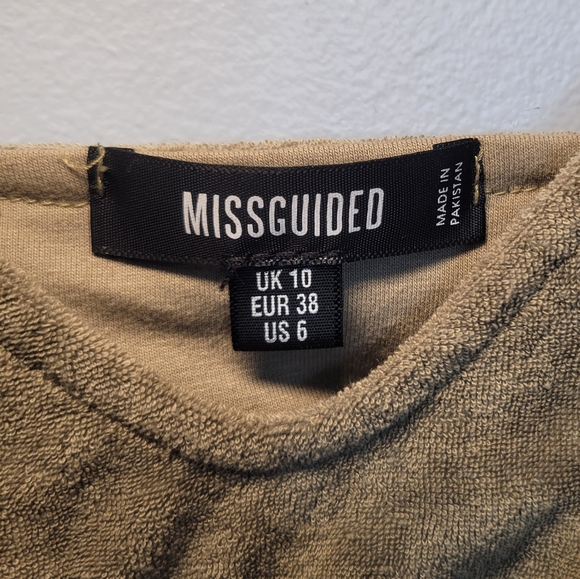 MISSGUIDED
MADE IN
PAKISTAN
UK 10
EUR 38
US 6